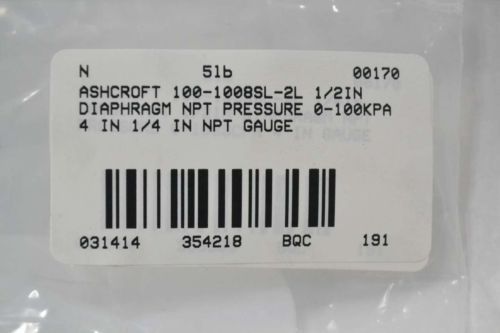 N 5lb 00170
ASHCROFT 100-1008SL-2L 1/2IN
DIAPHRAGM NPT PRESSURE 0-100KPA
4 IN 1/4 IN NPT GAUGE
031414 354218 BQC 191